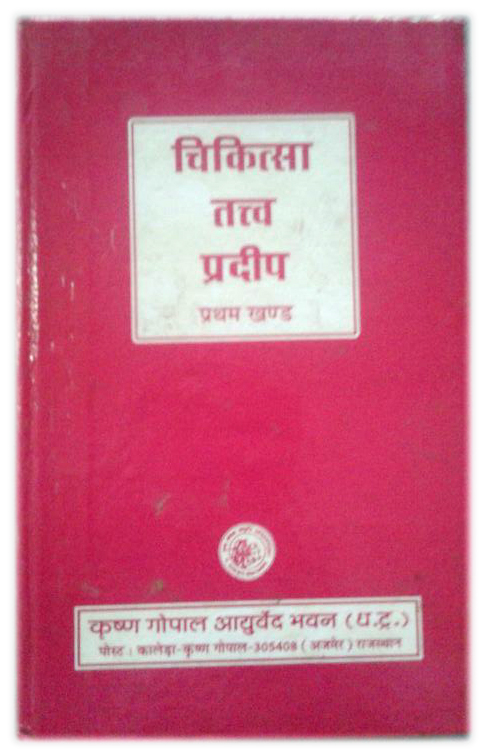 चिकित्सा
तत्त्व
प्रदीप
प्रथम खण्ड
कृष्ण गोपाल आयुर्वेद भवन (ध.ट्र.)
पोस्ट : कालेड़ा-कृष्ण गोपाल-305408 ( अजमेर ) राजस्थान